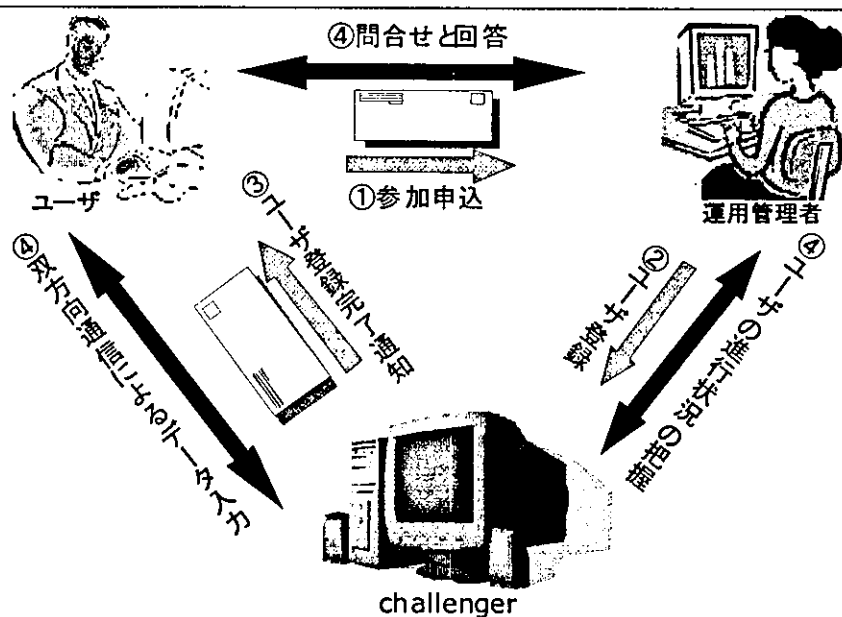 ④問合せと回答
①参加申込
ユーザ
運用管理者
③ユーザ登録完了通知
②ユーザ登録
④双方向通信によるデータ入力
④ユーザの進行状況の把握
challenger